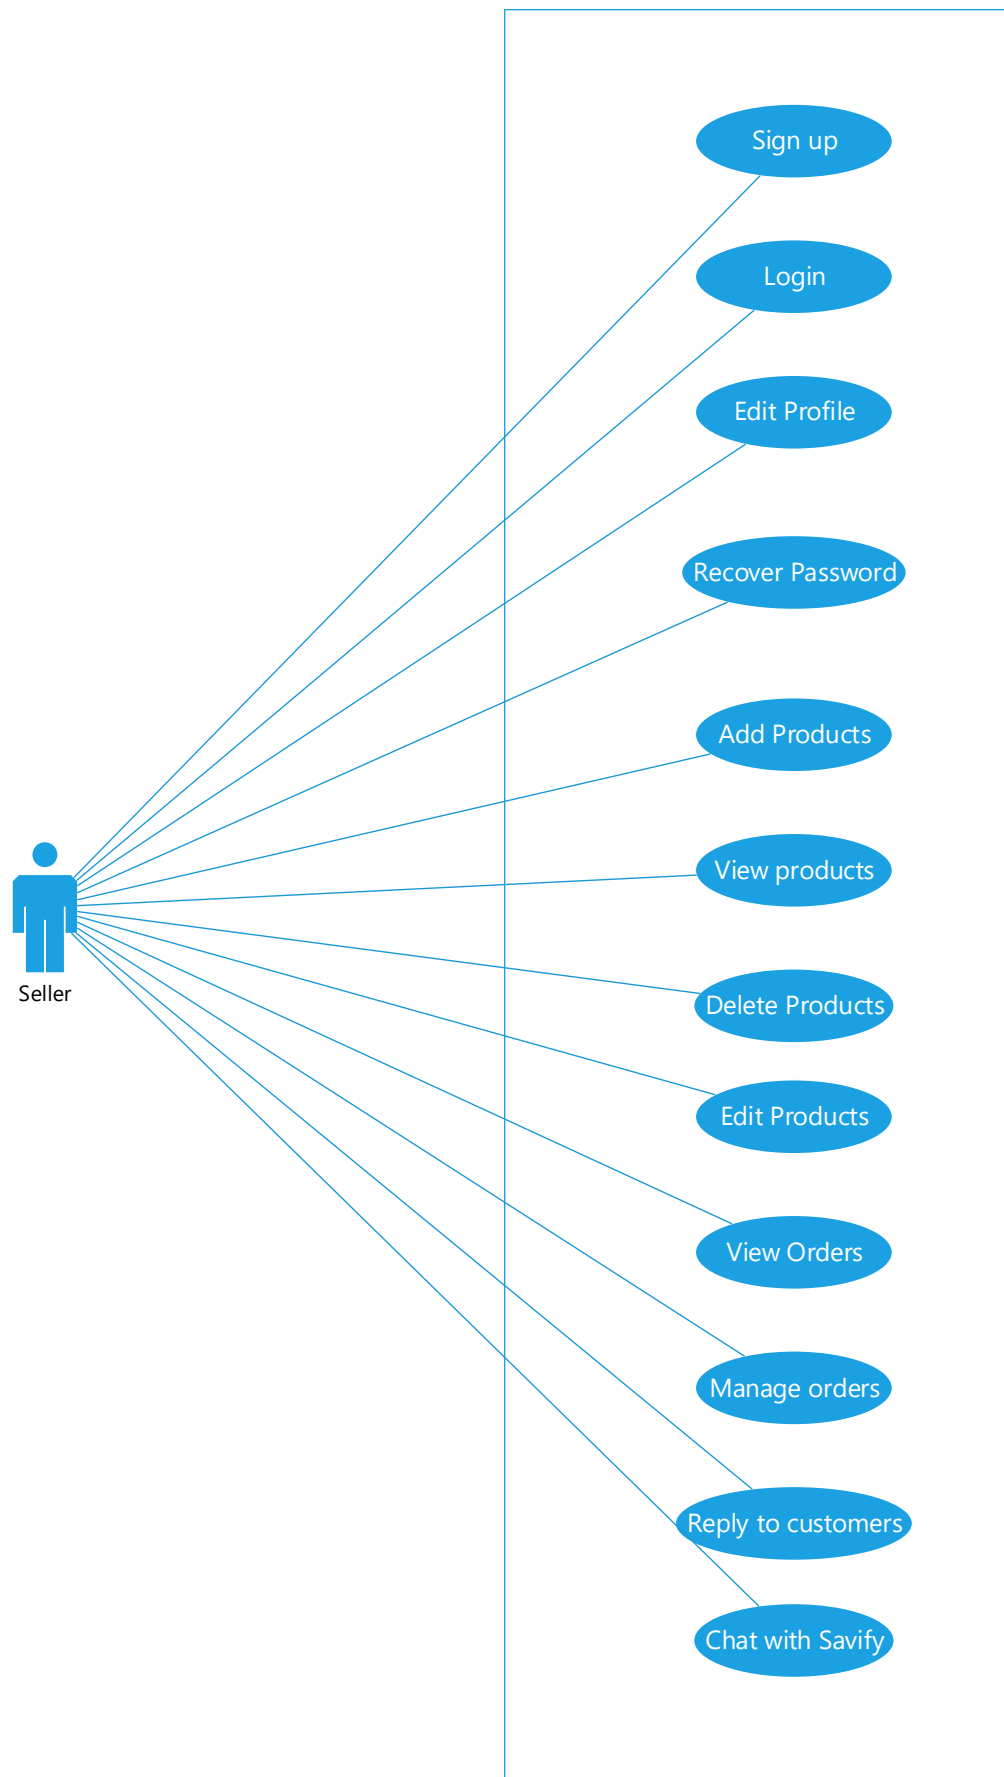 Sign up
Login
Edit Profile
Recover Password
Add Products
View products
Seller
Delete Products
Edit Products
View Orders
Manage orders
Reply to customers
Chat with Savify